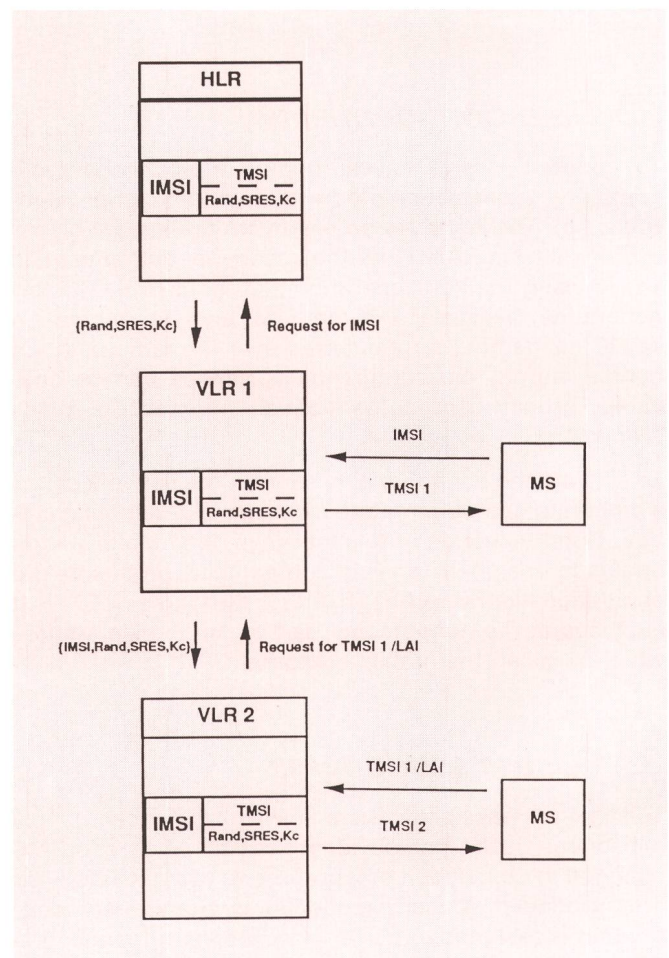 HLR
IMSI
TMSI
Rand,SRES,Kc
{Rand,SRES,Kc}
Request for IMSI
VLR 1
IMSI
TMSI
Rand,SRES,Kc
IMSI
TMSI 1
MS
{IMSI,Rand,SRES,Kc}
Request for TMSI 1 /LAI
VLR 2
IMSI
TMSI
Rand,SRES,Kc
TMSI 1 /LAI
TMSI 2
MS